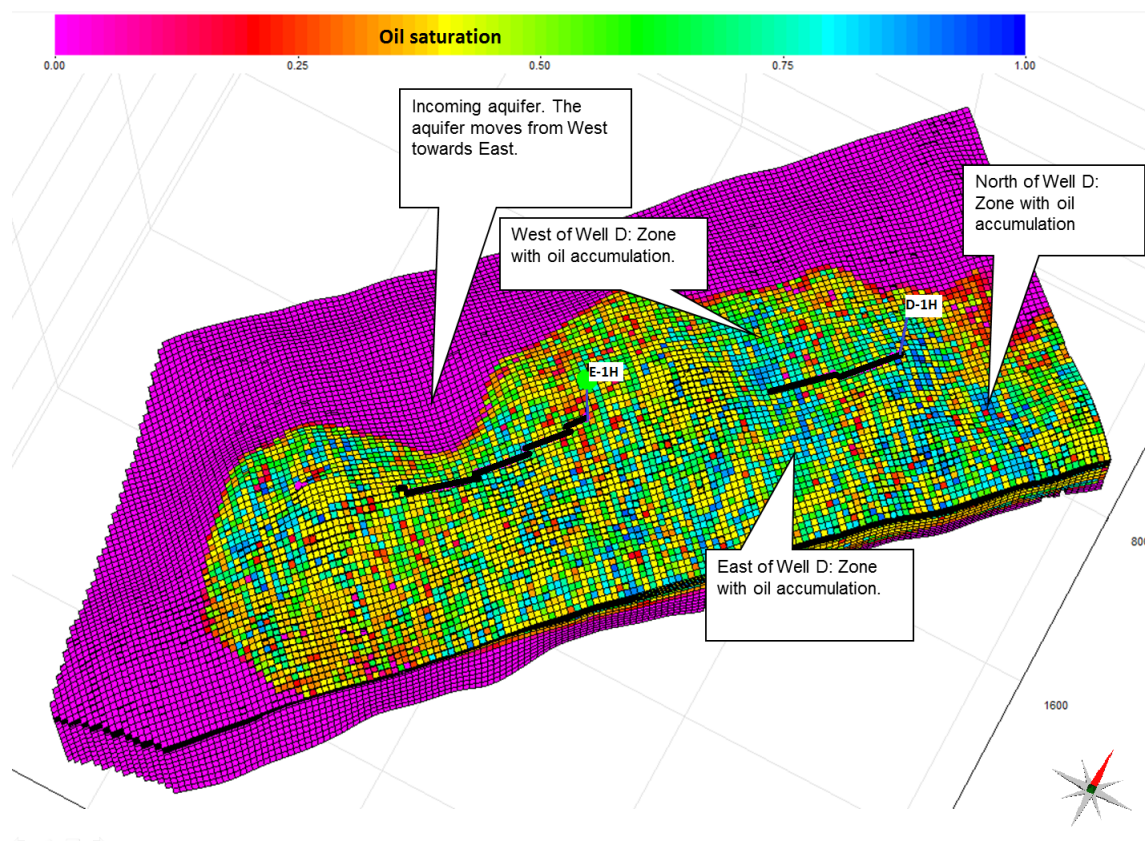 Oil saturation
0.00 0.25 0.50 0.75 1.00
Incoming aquifer. The
aquifer moves from West
towards East.
North of Well D:
Zone with oil
accumulation
West of Well D: Zone
with oil accumulation.
D-1H
E-1H
East of Well D: Zone
with oil accumulation.
800
1600